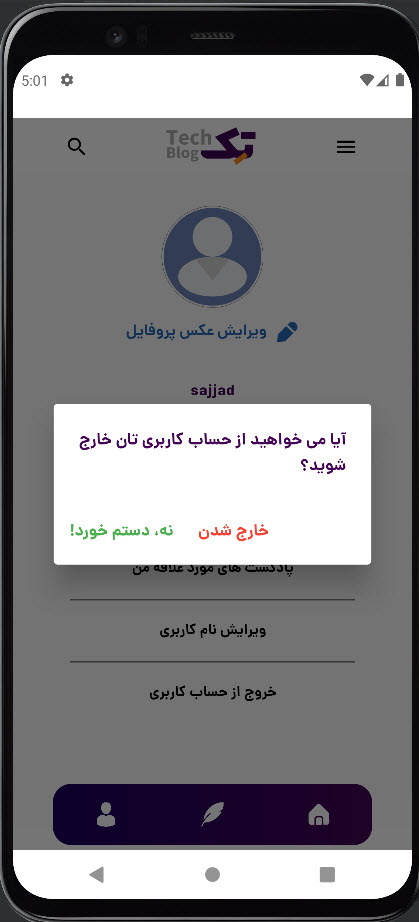 5:01
Tech
Blog
تک
ویرایش عکس پروفایل
sajjad
آیا می خواهید از حساب کاربری تان خارج
شوید؟
خارج شدن
نه، دستم خورد!
پادکست های مورد علاقه من
ویرایش نام کاربری
خروج از حساب کاربری